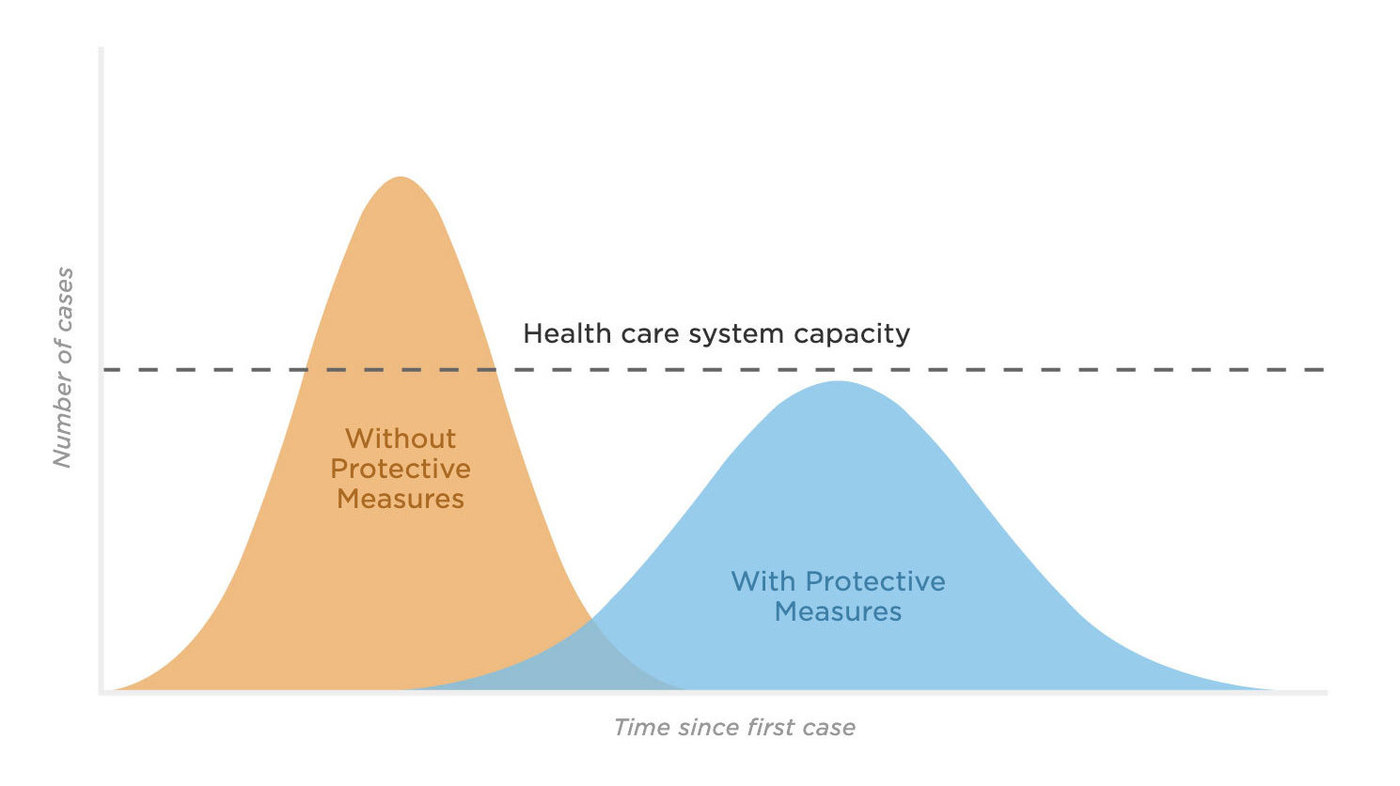 Number of cases
Health care system capacity
Without
Protective
Measures
With Protective
Measures
Time since first case